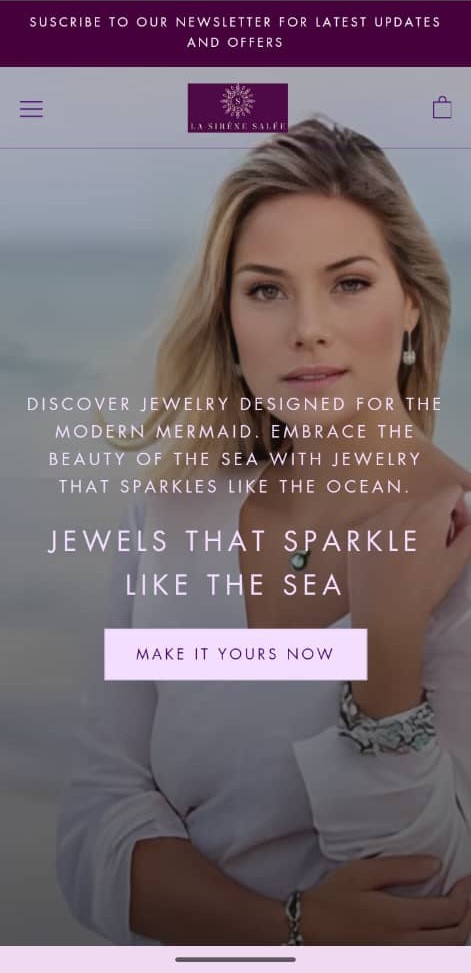 SUSCRIBE TO OUR NEWSLETTER FOR LATEST UPDATES
AND OFFERS
S
LA SIRÈNE SALÉE
DISCOVER JEWELRY DESIGNED FOR THE
MODERN MERMAID. EMBRACE THE
BEAUTY OF THE SEA WITH JEWELRY
THAT SPARKLES LIKE THE OCEAN.
JEWELS THAT SPARKLE
LIKE THE SEA
MAKE IT YOURS NOW